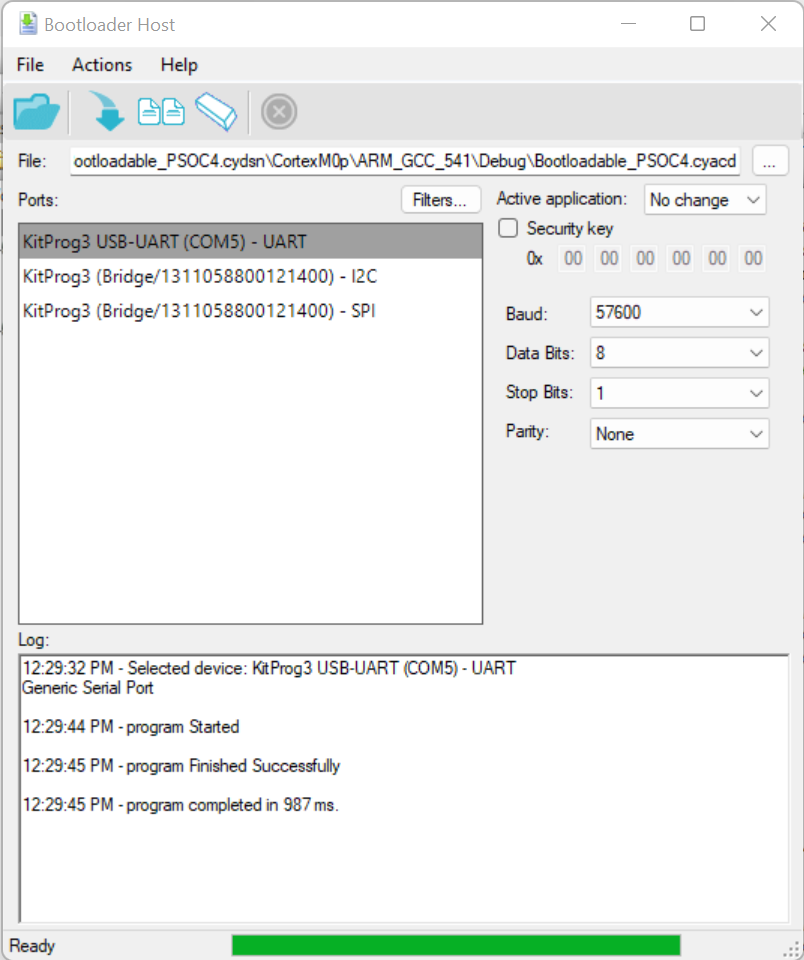 Bootloader Host
File Actions Help
File: ootloadable_PSOC4.cydsn\CortexM0p\ARM_GCC_541\Debug\Bootloadable_PSOC4.cyacd ...
Ports: Filters...
KitProg3 USB-UART (COM5) - UART
KitProg3 (Bridge/1311058800121400) - I2C
KitProg3 (Bridge/1311058800121400) - SPI
Active application: No change
Security key
0x 00 00 00 00 00 00
Baud: 57600
Data Bits: 8
Stop Bits: 1
Parity: None
Log:
12:29:32 PM - Selected device: KitProg3 USB-UART (COM5) - UART
Generic Serial Port
12:29:44 PM - program Started
12:29:45 PM - program Finished Successfully
12:29:45 PM - program completed in 987 ms.
Ready